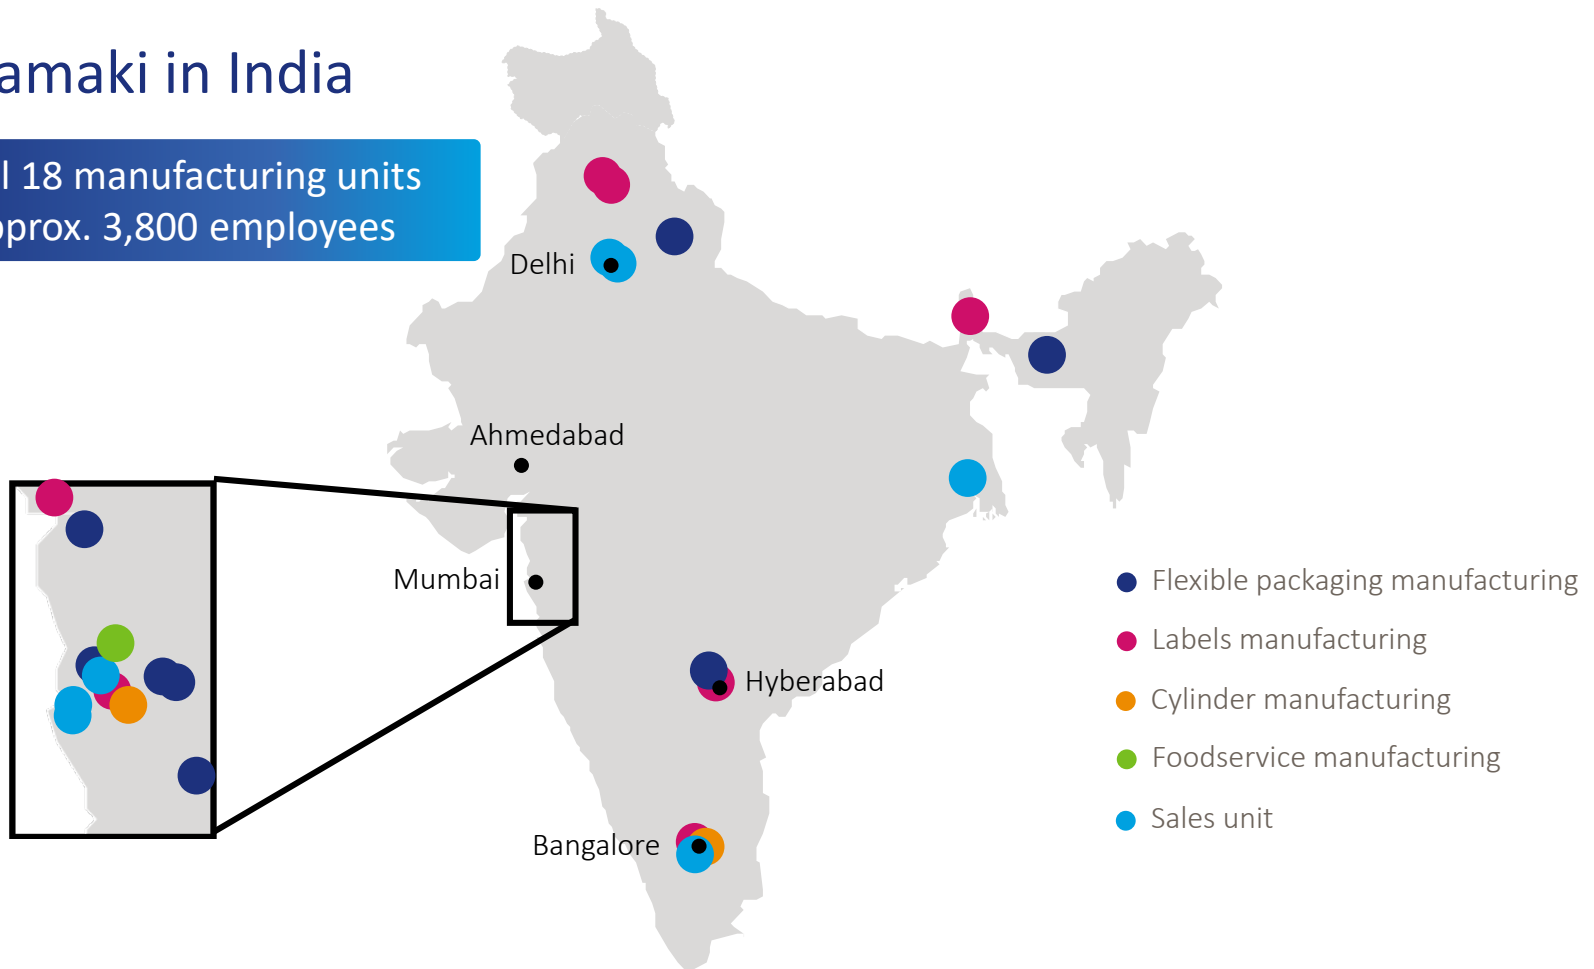 amaki in India
l 18 manufacturing units
pprox. 3,800 employees
Delhi
Ahmedabad
Mumbai
Hyberabad
Bangalore
Flexible packaging manufacturing
Labels manufacturing
Cylinder manufacturing
Foodservice manufacturing
Sales unit